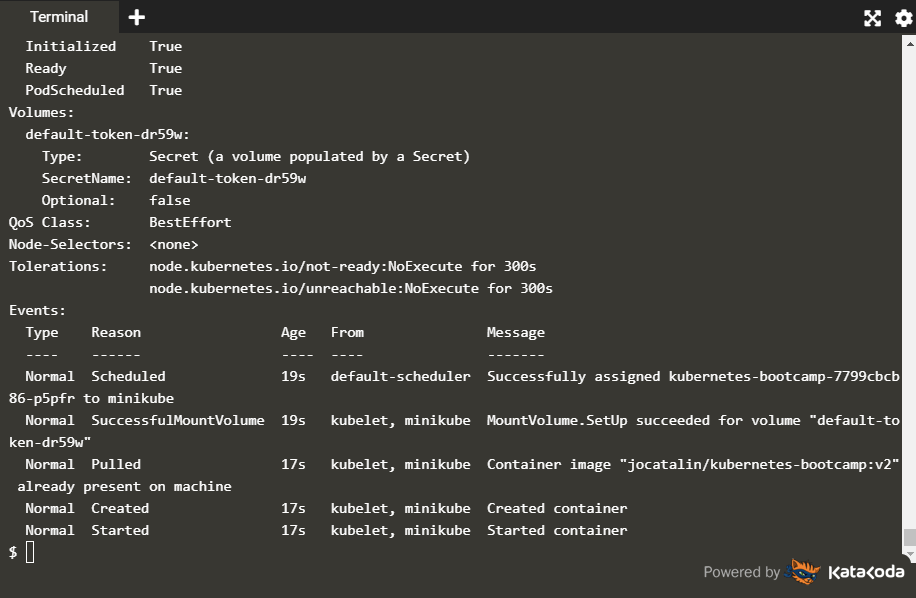 Terminal +
  Initialized    True
  Ready          True
  PodScheduled   True
Volumes:
  default-token-dr59w:
    Type:        Secret (a volume populated by a Secret)
    SecretName:  default-token-dr59w
    Optional:    false
QoS Class:       BestEffort
Node-Selectors:  <none>
Tolerations:     node.kubernetes.io/not-ready:NoExecute for 300s
                 node.kubernetes.io/unreachable:NoExecute for 300s
Events:
  Type    Reason                 Age   From               Message
  ----    ------                 ----  ----               -------
  Normal  Scheduled              19s   default-scheduler  Successfully assigned kubernetes-bootcamp-7799cbcb
86-p5pfr to minikube
  Normal  SuccessfulMountVolume  19s   kubelet, minikube  MountVolume.SetUp succeeded for volume "default-to
ken-dr59w"
  Normal  Pulled                 17s   kubelet, minikube  Container image "jocatalin/kubernetes-bootcamp:v2"
 already present on machine
  Normal  Created                17s   kubelet, minikube  Created container
  Normal  Started                17s   kubelet, minikube  Started container
$
Powered by KataKoda